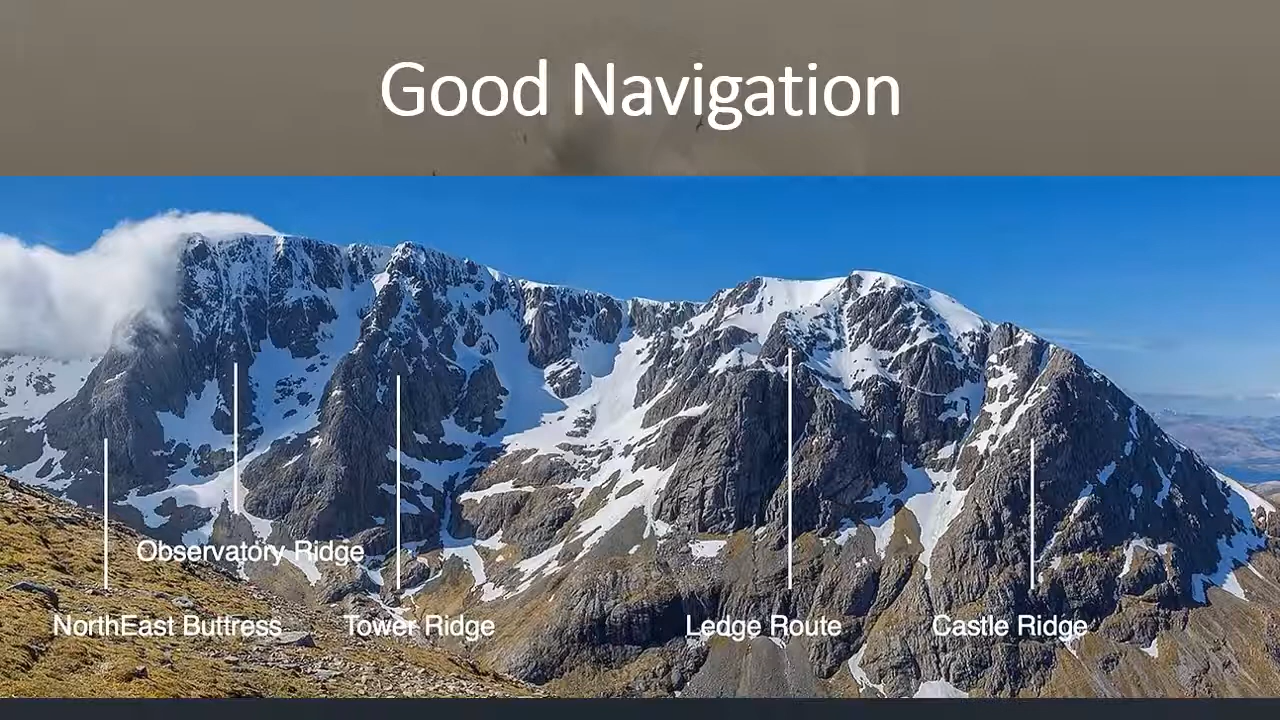 Good Navigation
Observatory Ridge
NorthEast Buttress
Tower Ridge
Ledge Route
Castle Ridge